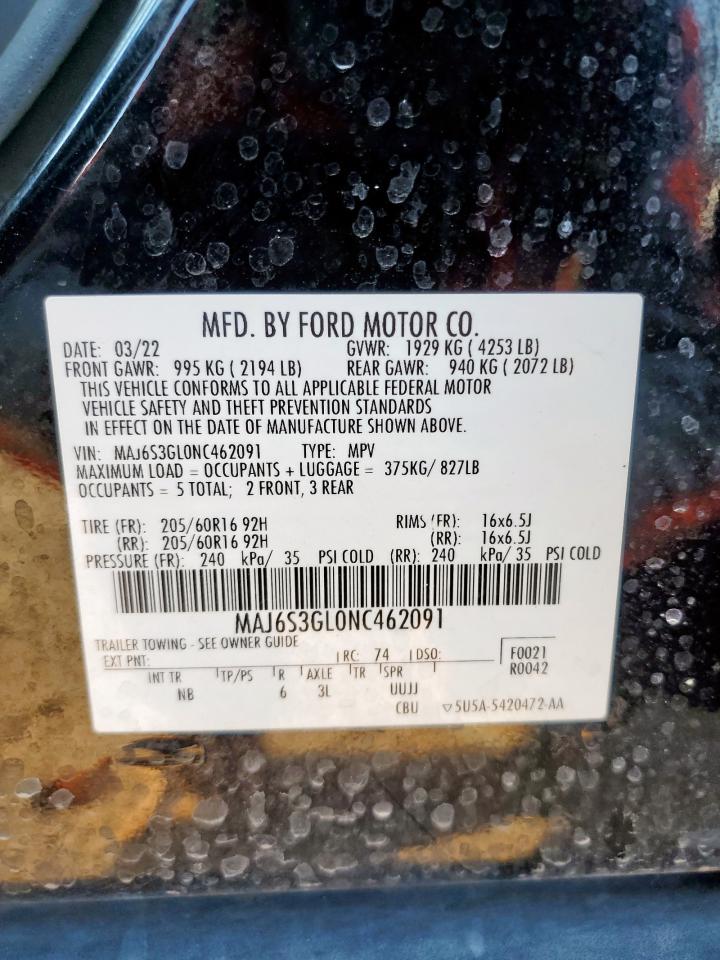 MFD. BY FORD MOTOR CO.
DATE: 03/22 GVWR: 1929 KG ( 4253 LB)
FRONT GAWR: 995 KG ( 2194 LB) REAR GAWR: 940 KG ( 2072 LB)
THIS VEHICLE CONFORMS TO ALL APPLICABLE FEDERAL MOTOR
VEHICLE SAFETY AND THEFT PREVENTION STANDARDS
IN EFFECT ON THE DATE OF MANUFACTURE SHOWN ABOVE.
VIN: MAJ6S3GL0NC462091 TYPE: MPV
MAXIMUM LOAD = OCCUPANTS + LUGGAGE = 375KG/ 827LB
OCCUPANTS = 5 TOTAL; 2 FRONT, 3 REAR
TIRE (FR): 205/60R16 92H RIMS (FR): 16x6.5J
(RR): 205/60R16 92H (RR): 16x6.5J
PRESSURE (FR): 240 kPa/ 35 PSI COLD (RR): 240 kPa/ 35 PSI COLD
MAJ6S3GL0NC462091
TRAILER TOWING - SEE OWNER GUIDE
EXT PNT: RC: 74 DSO: F0021
R0042
INT TR TP/PS R AXLE TR SPR
NB 6 3L UUJJ
CBU ▽5U5A-5420472-AA